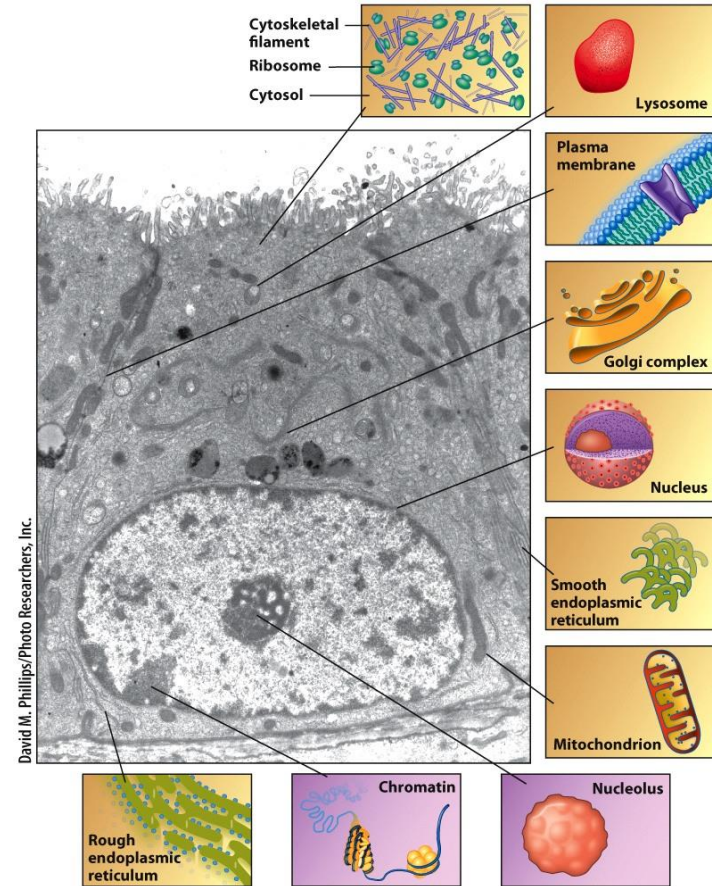 Cytoskeletal
filament
Ribosome
Cytosol
Lysosome
Plasma
membrane
Golgi complex
Nucleus
Smooth
endoplasmic
reticulum
Mitochondrion
David M. Phillips/Photo Researchers, Inc.
Rough
endoplasmic
reticulum
Chromatin
Nucleolus